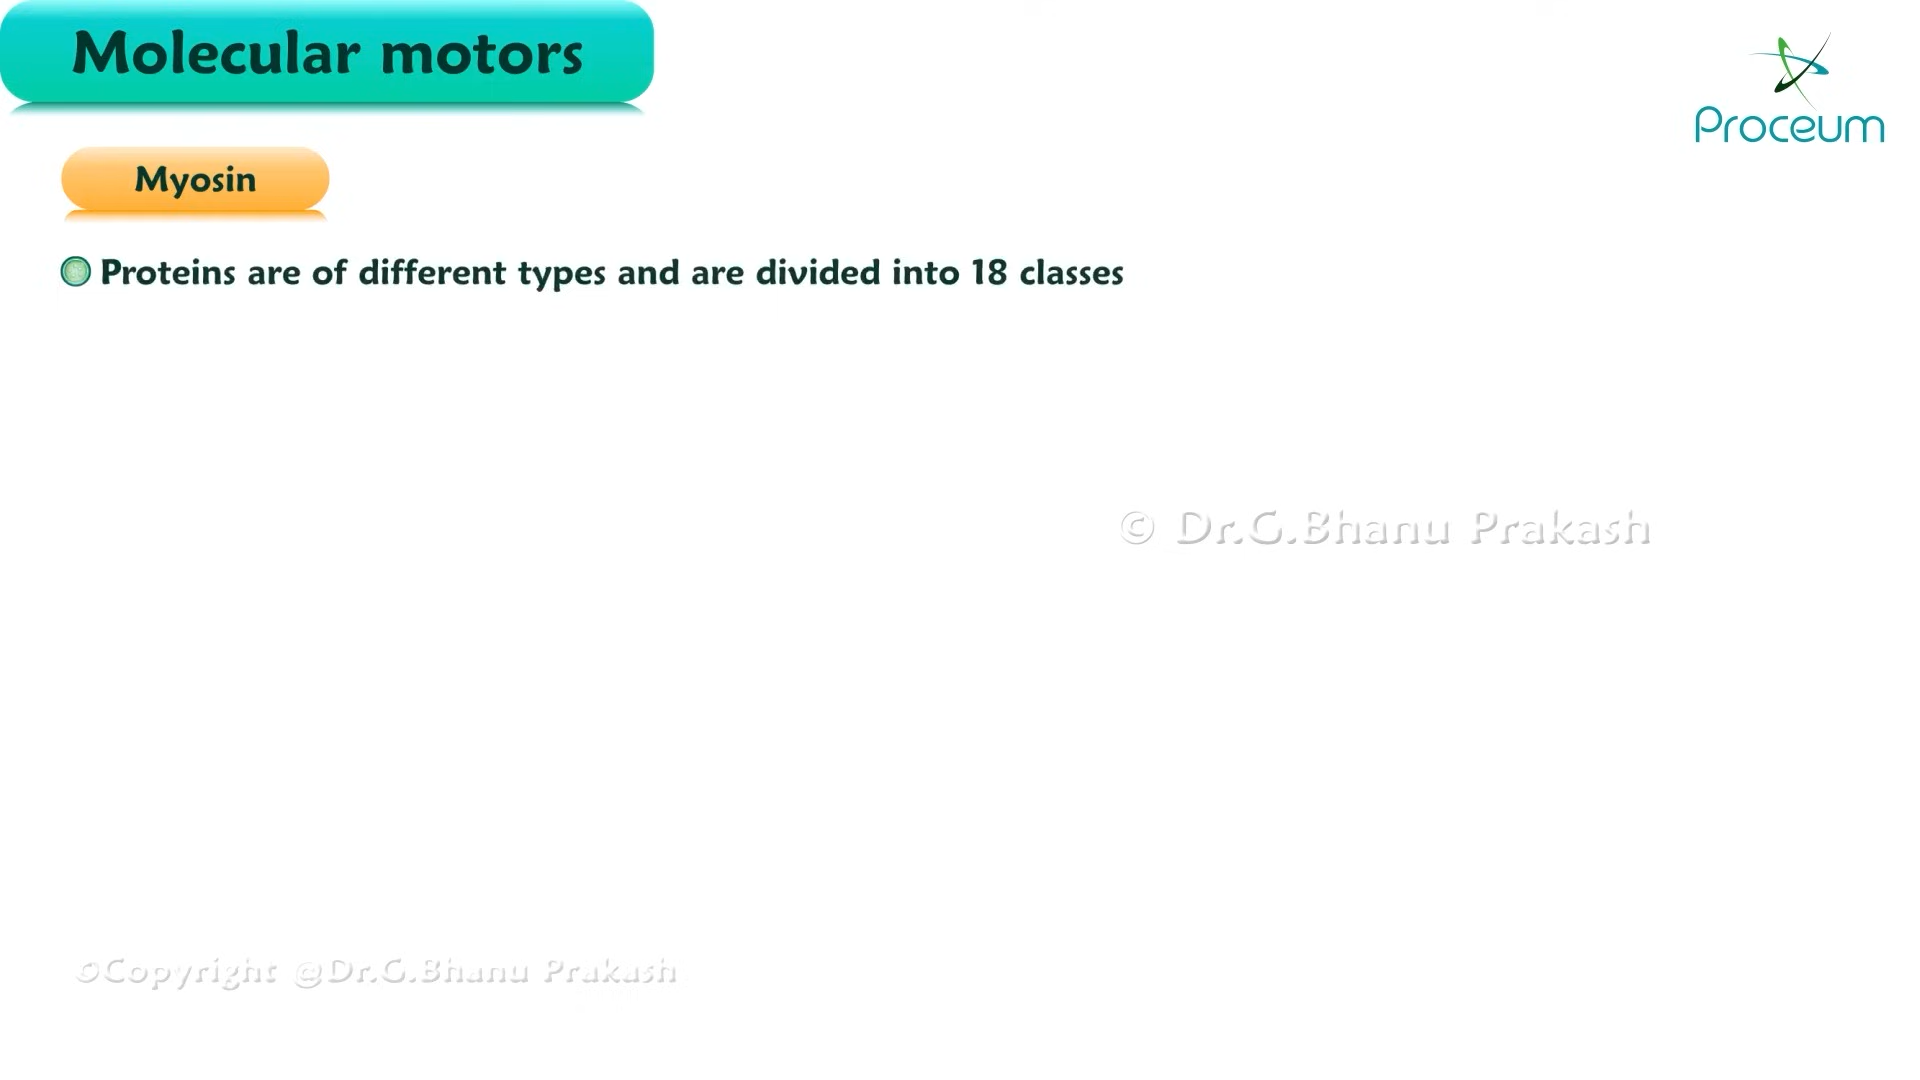 Molecular motors
Proceum
Myosin
Proteins are of different types and are divided into 18 classes
© Dr.G.Bhanu Prakash
©Copyright @Dr.G.Bhanu Prakash